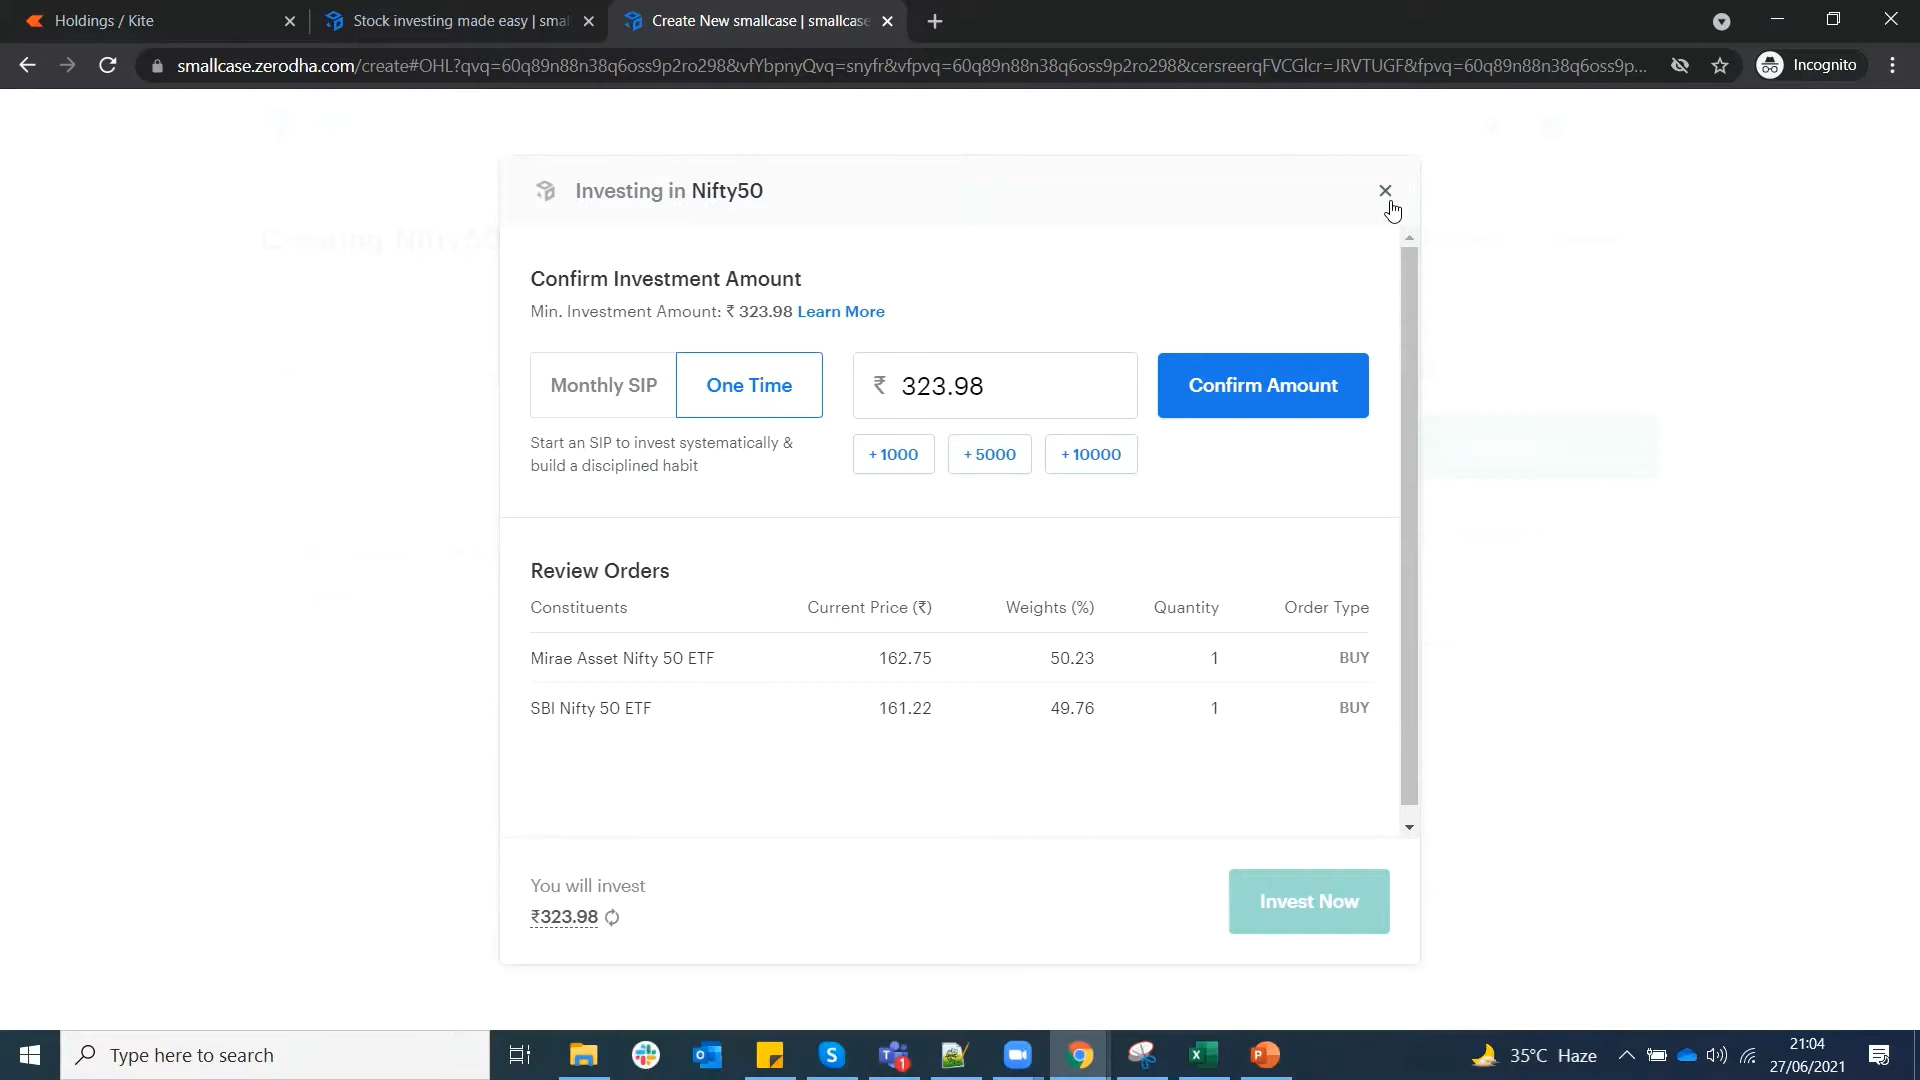 Holdings / Kite
Stock investing made easy | smal
Create New smallcase | smallcase
smallcase.zerodha.com/create#OHL?qvq=60q89n88n38q6oss9p2ro298&vfYbpnyQvq=snyfr&vfpvq=60q89n88n38q6oss9p2ro298&cersreerqFVCGlcr=JRVTUGF&fpvq=60q89n88n38q6oss9p...
Incognito
Creating Nifty50
Investing in Nifty50
Confirm Investment Amount
Min. Investment Amount: ₹ 323.98 Learn More
Monthly SIP One Time ₹ 323.98 Confirm Amount
Start an SIP to invest systematically &
build a disciplined habit
+ 1000 + 5000 + 10000
Review Orders
Constituents Current Price (₹) Weights (%) Quantity Order Type
Mirae Asset Nifty 50 ETF 162.75 50.23 1 BUY
SBI Nifty 50 ETF 161.22 49.76 1 BUY
You will invest
₹323.98
Invest Now
Type here to search
35°C Haze
21:04
27/06/2021